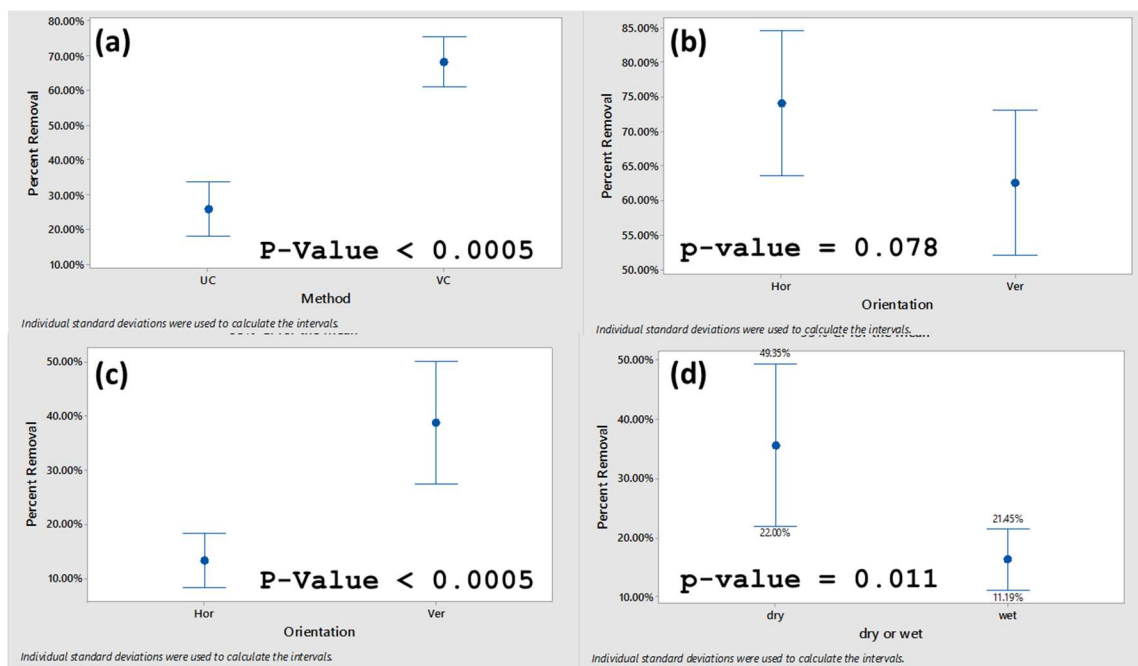 (a)
80.00%
70.00%
60.00%
50.00%
40.00%
30.00%
20.00%
10.00%
Percent Removal
P-Value < 0.0005
UC
VC
Method
Individual standard deviations were used to calculate the intervals.
(b)
85.00%
80.00%
75.00%
70.00%
65.00%
60.00%
55.00%
50.00%
Percent Removal
p-value = 0.078
Hor
Ver
Orientation
Individual standard deviations were used to calculate the intervals.
(c)
50.00%
40.00%
30.00%
20.00%
10.00%
Percent Removal
P-Value < 0.0005
Hor
Ver
Orientation
Individual standard deviations were used to calculate the intervals.
(d)
50.00%
40.00%
30.00%
20.00%
10.00%
Percent Removal
49.35%
22.00%
21.45%
11.19%
p-value = 0.011
dry
wet
dry or wet
Individual standard deviations were used to calculate the intervals.